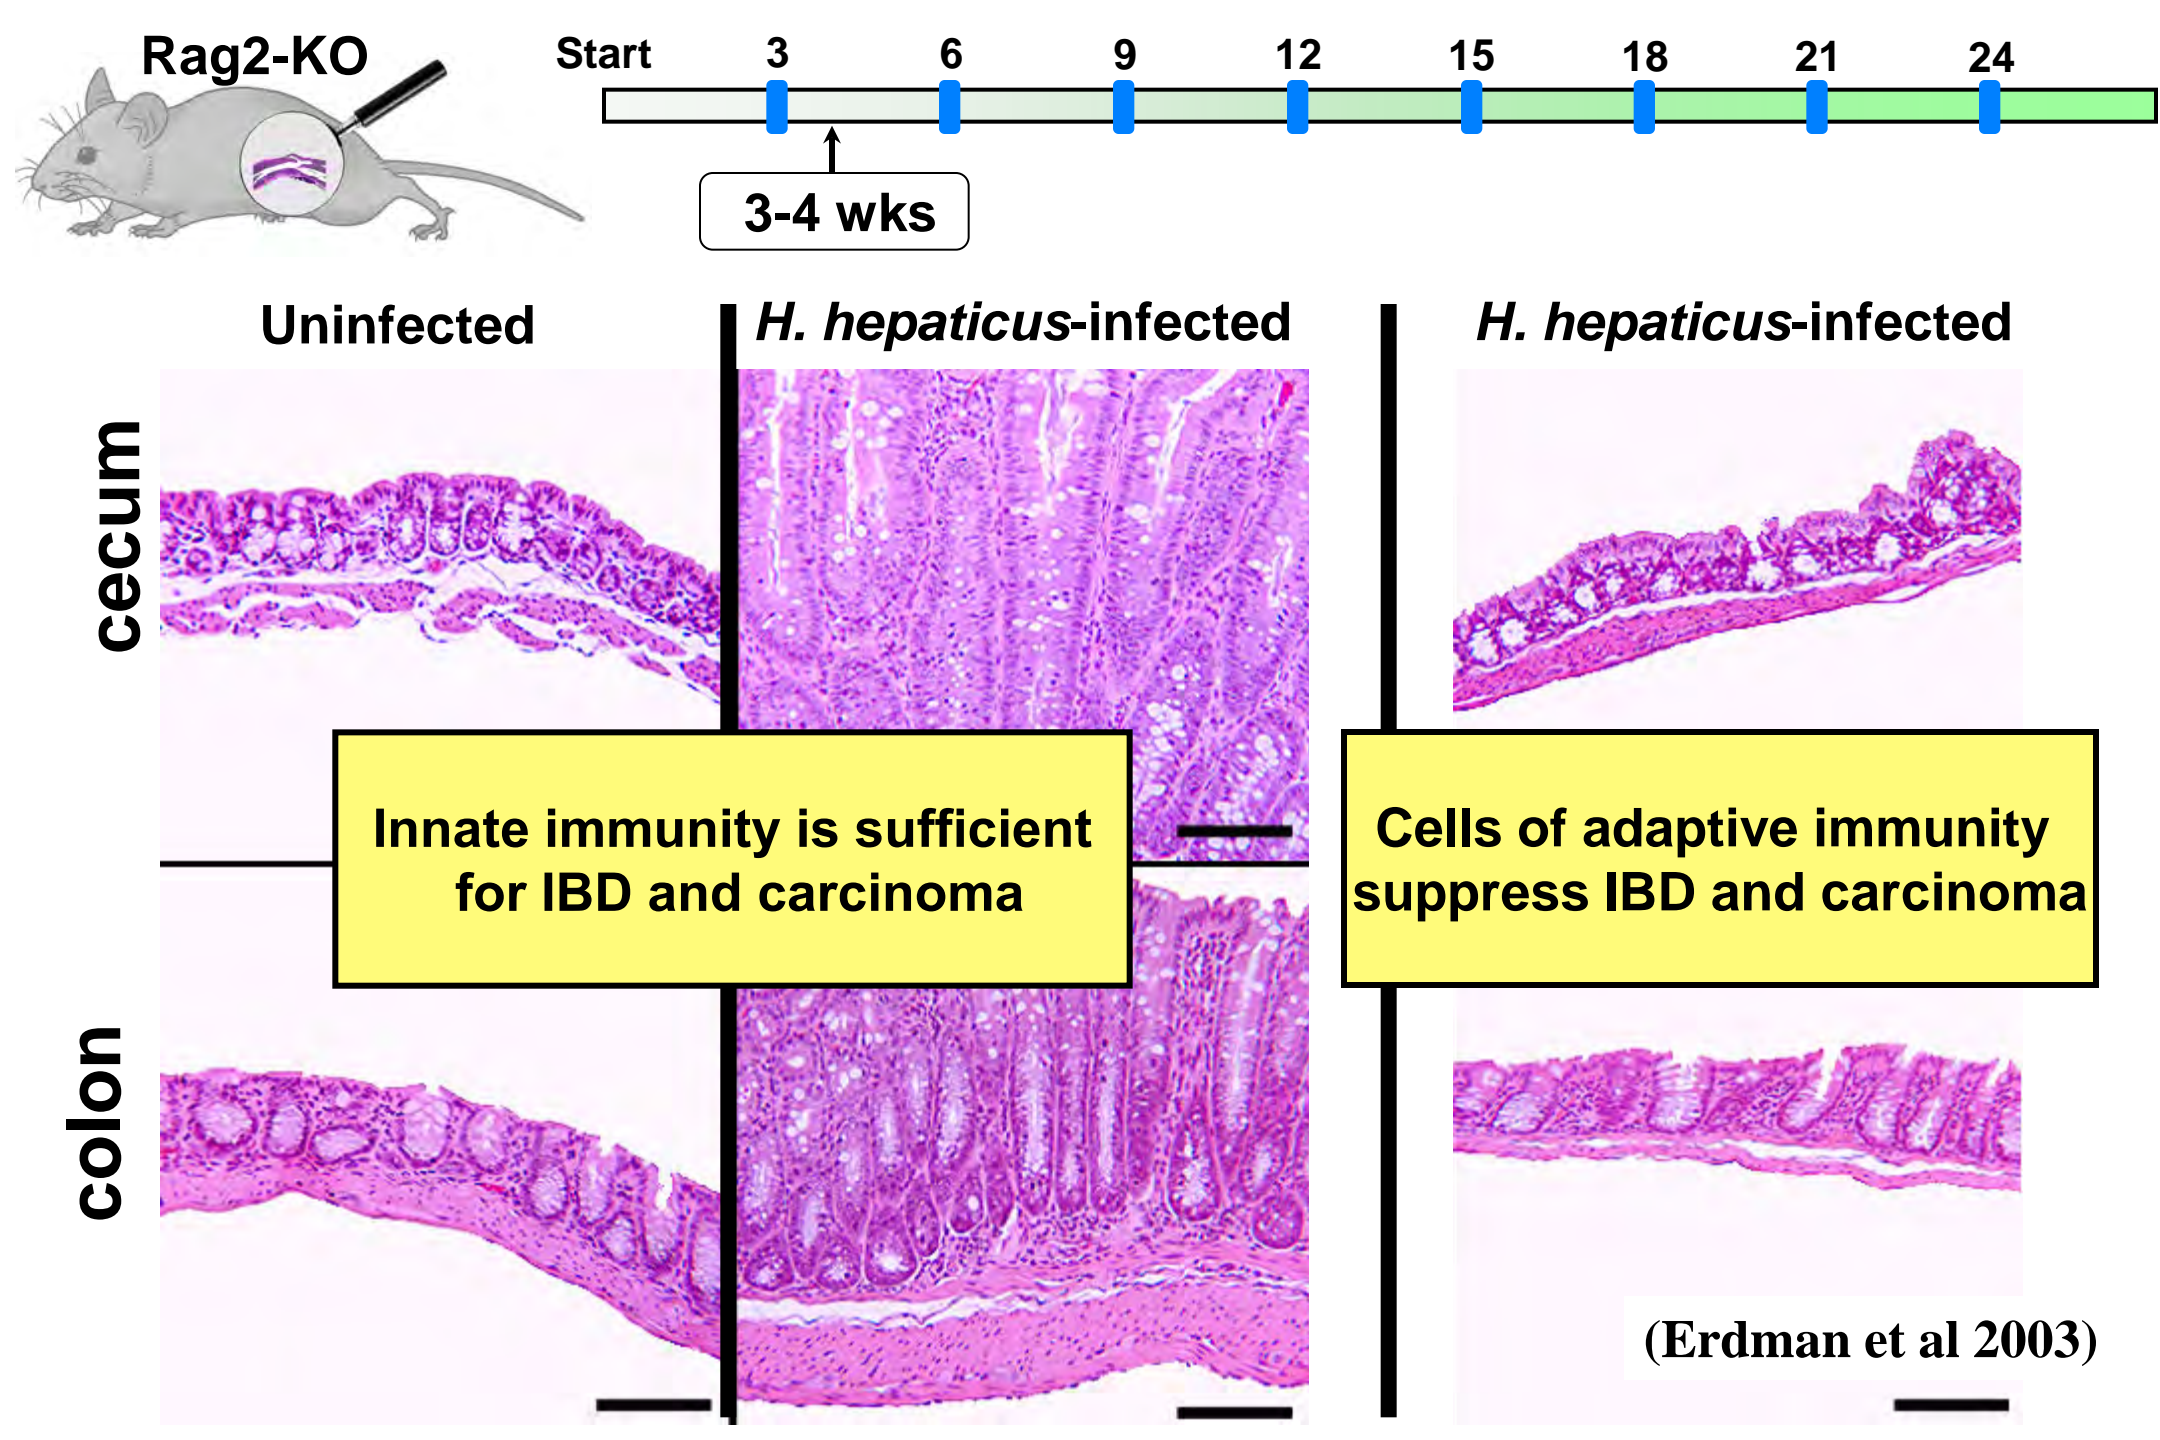 Rag2-KO
Start 3 6 9 12 15 18 21 24
3-4 wks
Uninfected
H. hepaticus-infected
H. hepaticus-infected
cecum
Innate immunity is sufficient
for IBD and carcinoma
Cells of adaptive immunity
suppress IBD and carcinoma
colon
(Erdman et al 2003)